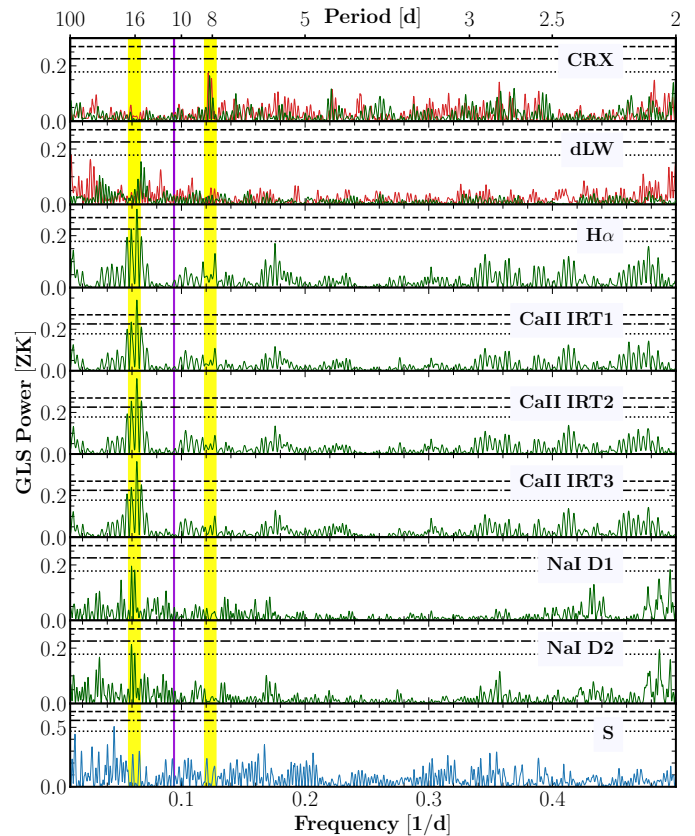 Period [d]
100 16 10 8 5 3 2.5 2
CRX
0.2
0.0
dLW
0.2
0.0
Hα
0.2
0.0
CaII IRT1
0.2
0.0
CaII IRT2
0.2
0.0
CaII IRT3
0.2
0.0
NaI D1
0.2
0.0
NaI D2
0.2
0.0
S
0.5
0.0
GLS Power [ZK]
0.1 0.2 0.3 0.4
Frequency [1/d]